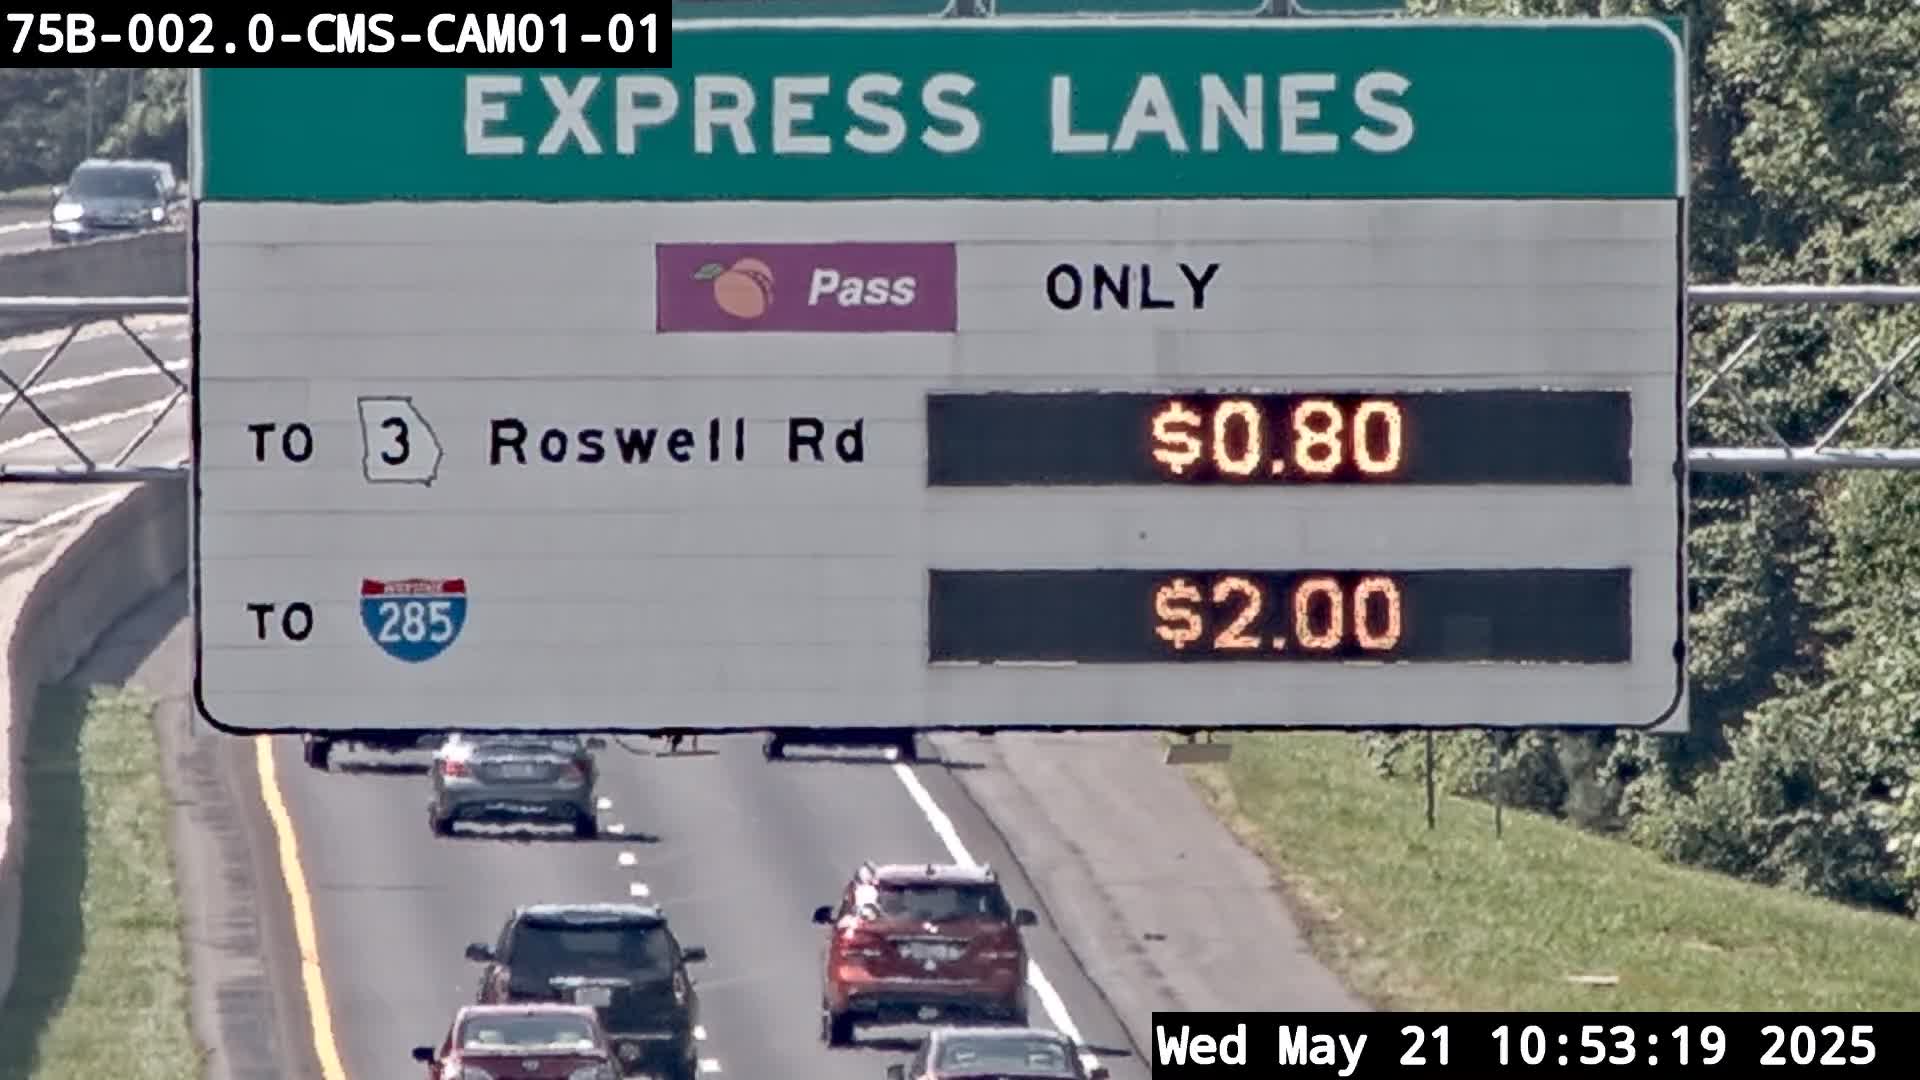 75B-002.0-CMS-CAM01-01
EXPRESS LANES
Pass ONLY
TO 3 Roswell Rd $0.80
INTERSTATE
TO 285 $2.00
Wed May 21 10:53:19 2025